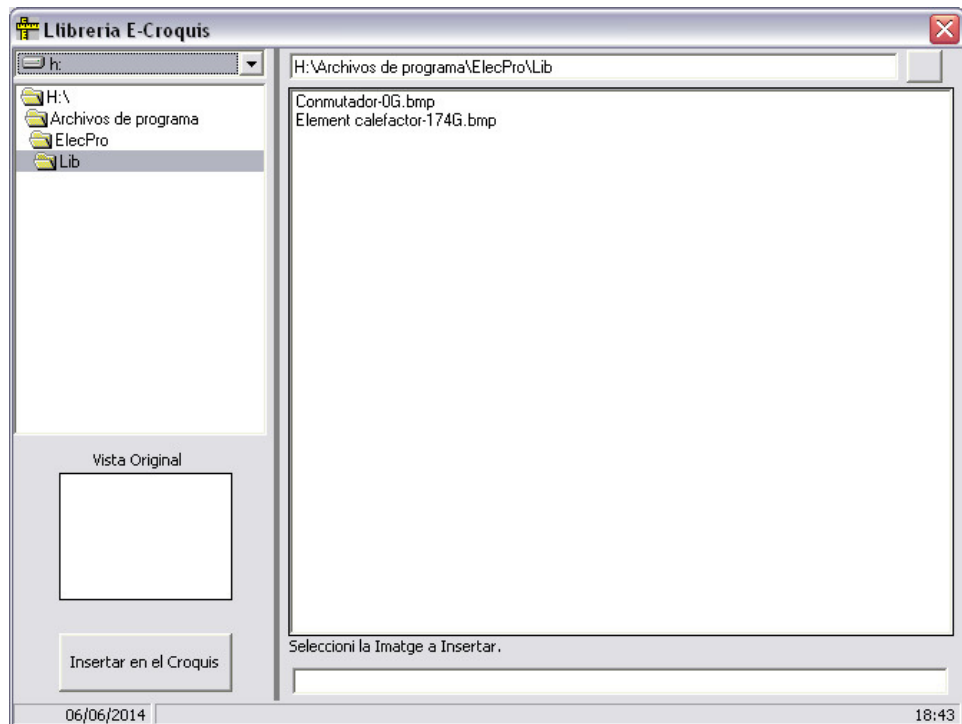 Llibreria E-Croquis
h:
H:\
Archivos de programa
ElecPro
Lib
Vista Original
Insertar en el Croquis
H:\Archivos de programa\ElecPro\Lib
Conmutador-0G.bmp
Element calefactor-174G.bmp
Seleccioni la Imatge a Insertar.
06/06/2014
18:43